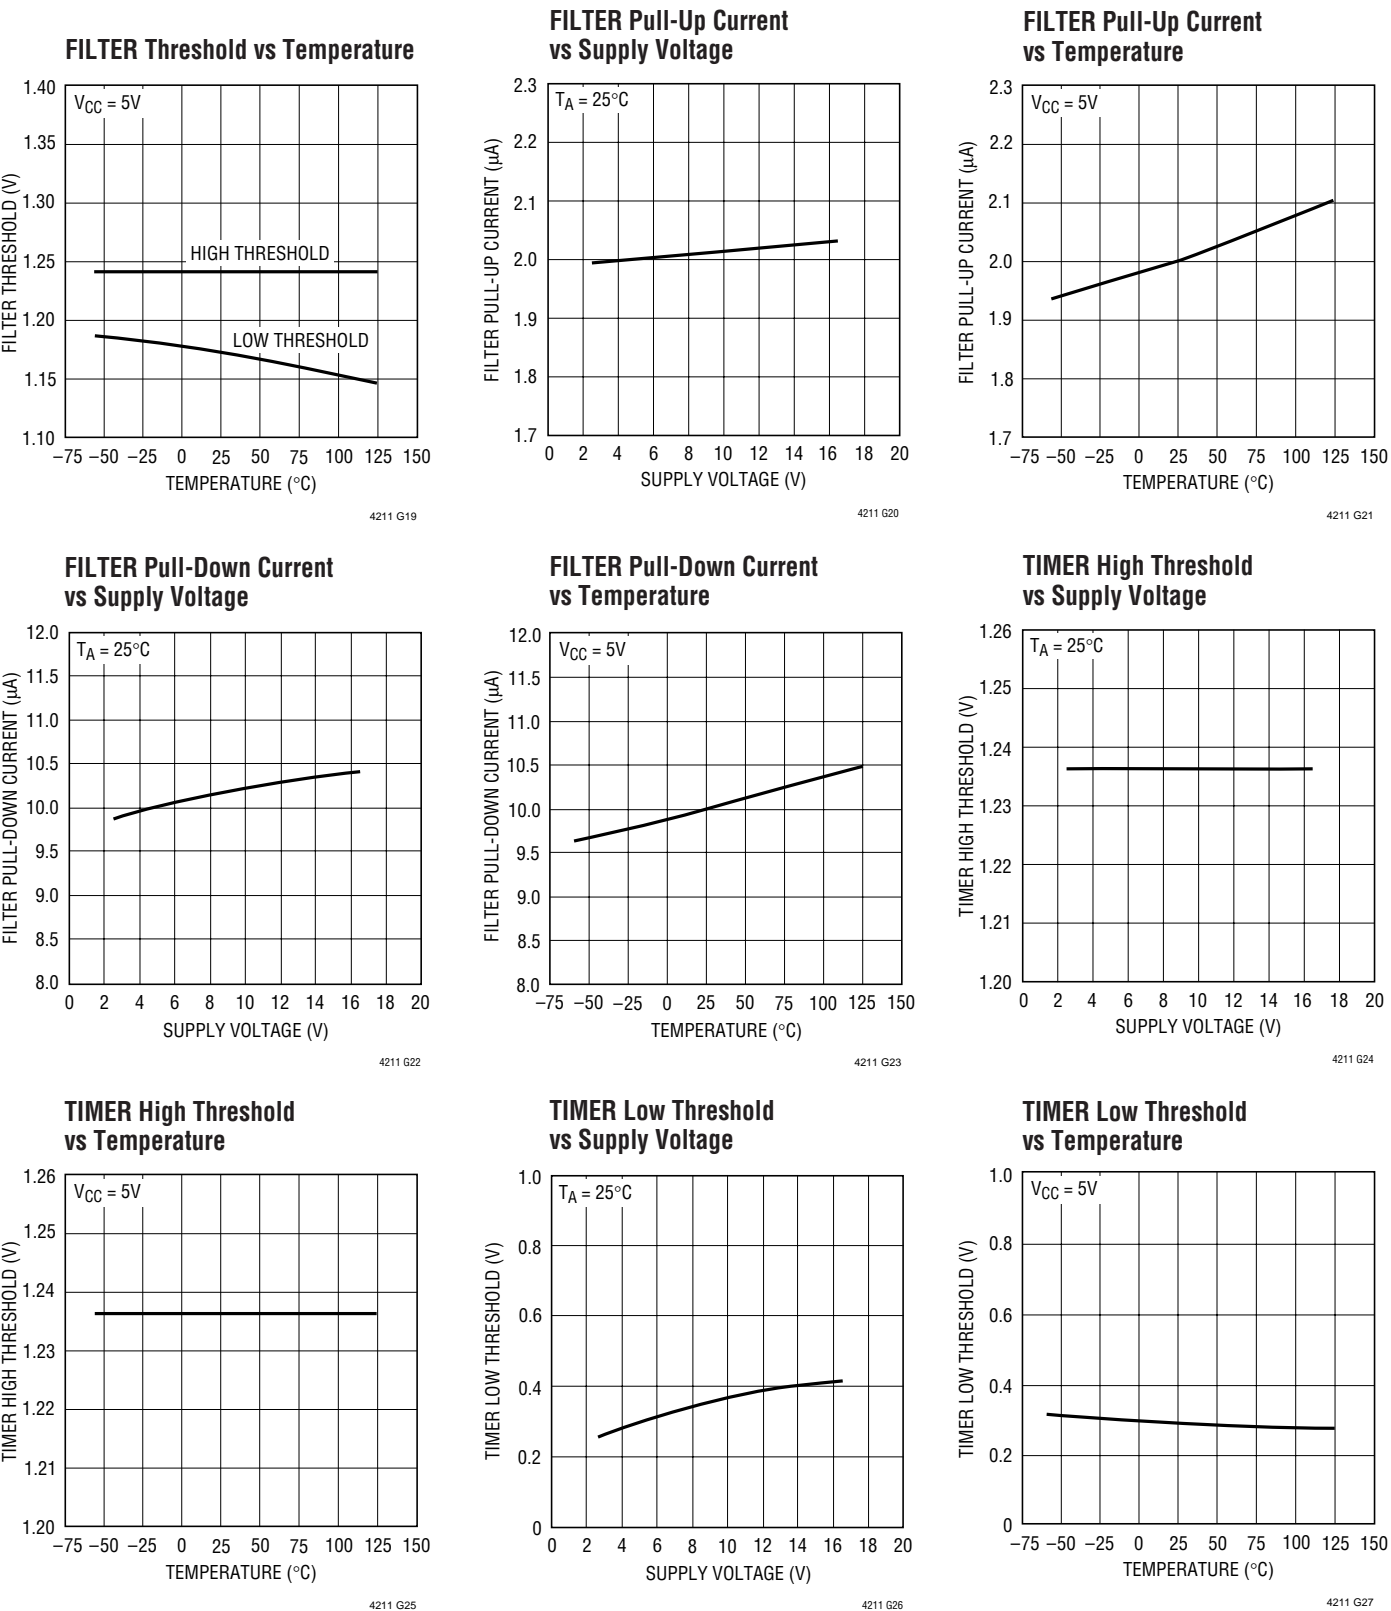 FILTER Threshold vs Temperature
1.40
1.35
1.30
1.25
1.20
1.15
1.10
FILTER THRESHOLD (V)
VCC = 5V
HIGH THRESHOLD
LOW THRESHOLD
–75 –50 –25 0 25 50 75 100 125 150
TEMPERATURE (°C)
4211 G19
FILTER Pull-Up Current
vs Supply Voltage
2.3
2.2
2.1
2.0
1.9
1.8
1.7
FILTER PULL-UP CURRENT (µA)
TA = 25°C
0 2 4 6 8 10 12 14 16 18 20
SUPPLY VOLTAGE (V)
4211 G20
FILTER Pull-Up Current
vs Temperature
2.3
2.2
2.1
2.0
1.9
1.8
1.7
FILTER PULL-UP CURRENT (µA)
VCC = 5V
–75 –50 –25 0 25 50 75 100 125 150
TEMPERATURE (°C)
4211 G21
FILTER Pull-Down Current
vs Supply Voltage
12.0
11.5
11.0
10.5
10.0
9.5
9.0
8.5
8.0
FILTER PULL-DOWN CURRENT (µA)
TA = 25°C
0 2 4 6 8 10 12 14 16 18 20
SUPPLY VOLTAGE (V)
4211 G22
FILTER Pull-Down Current
vs Temperature
12.0
11.5
11.0
10.5
10.0
9.5
9.0
8.5
8.0
FILTER PULL-DOWN CURRENT (µA)
VCC = 5V
–75 –50 –25 0 25 50 75 100 125 150
TEMPERATURE (°C)
4211 G23
TIMER High Threshold
vs Supply Voltage
1.26
1.25
1.24
1.23
1.22
1.21
1.20
TIMER HIGH THRESHOLD (V)
TA = 25°C
0 2 4 6 8 10 12 14 16 18 20
SUPPLY VOLTAGE (V)
4211 G24
TIMER High Threshold
vs Temperature
1.26
1.25
1.24
1.23
1.22
1.21
1.20
TIMER HIGH THRESHOLD (V)
VCC = 5V
–75 –50 –25 0 25 50 75 100 125 150
TEMPERATURE (°C)
4211 G25
TIMER Low Threshold
vs Supply Voltage
1.0
0.8
0.6
0.4
0.2
0
TIMER LOW THRESHOLD (V)
TA = 25°C
0 2 4 6 8 10 12 14 16 18 20
SUPPLY VOLTAGE (V)
4211 G26
TIMER Low Threshold
vs Temperature
1.0
0.8
0.6
0.4
0.2
0
TIMER LOW THRESHOLD (V)
VCC = 5V
–75 –50 –25 0 25 50 75 100 125 150
TEMPERATURE (°C)
4211 G27